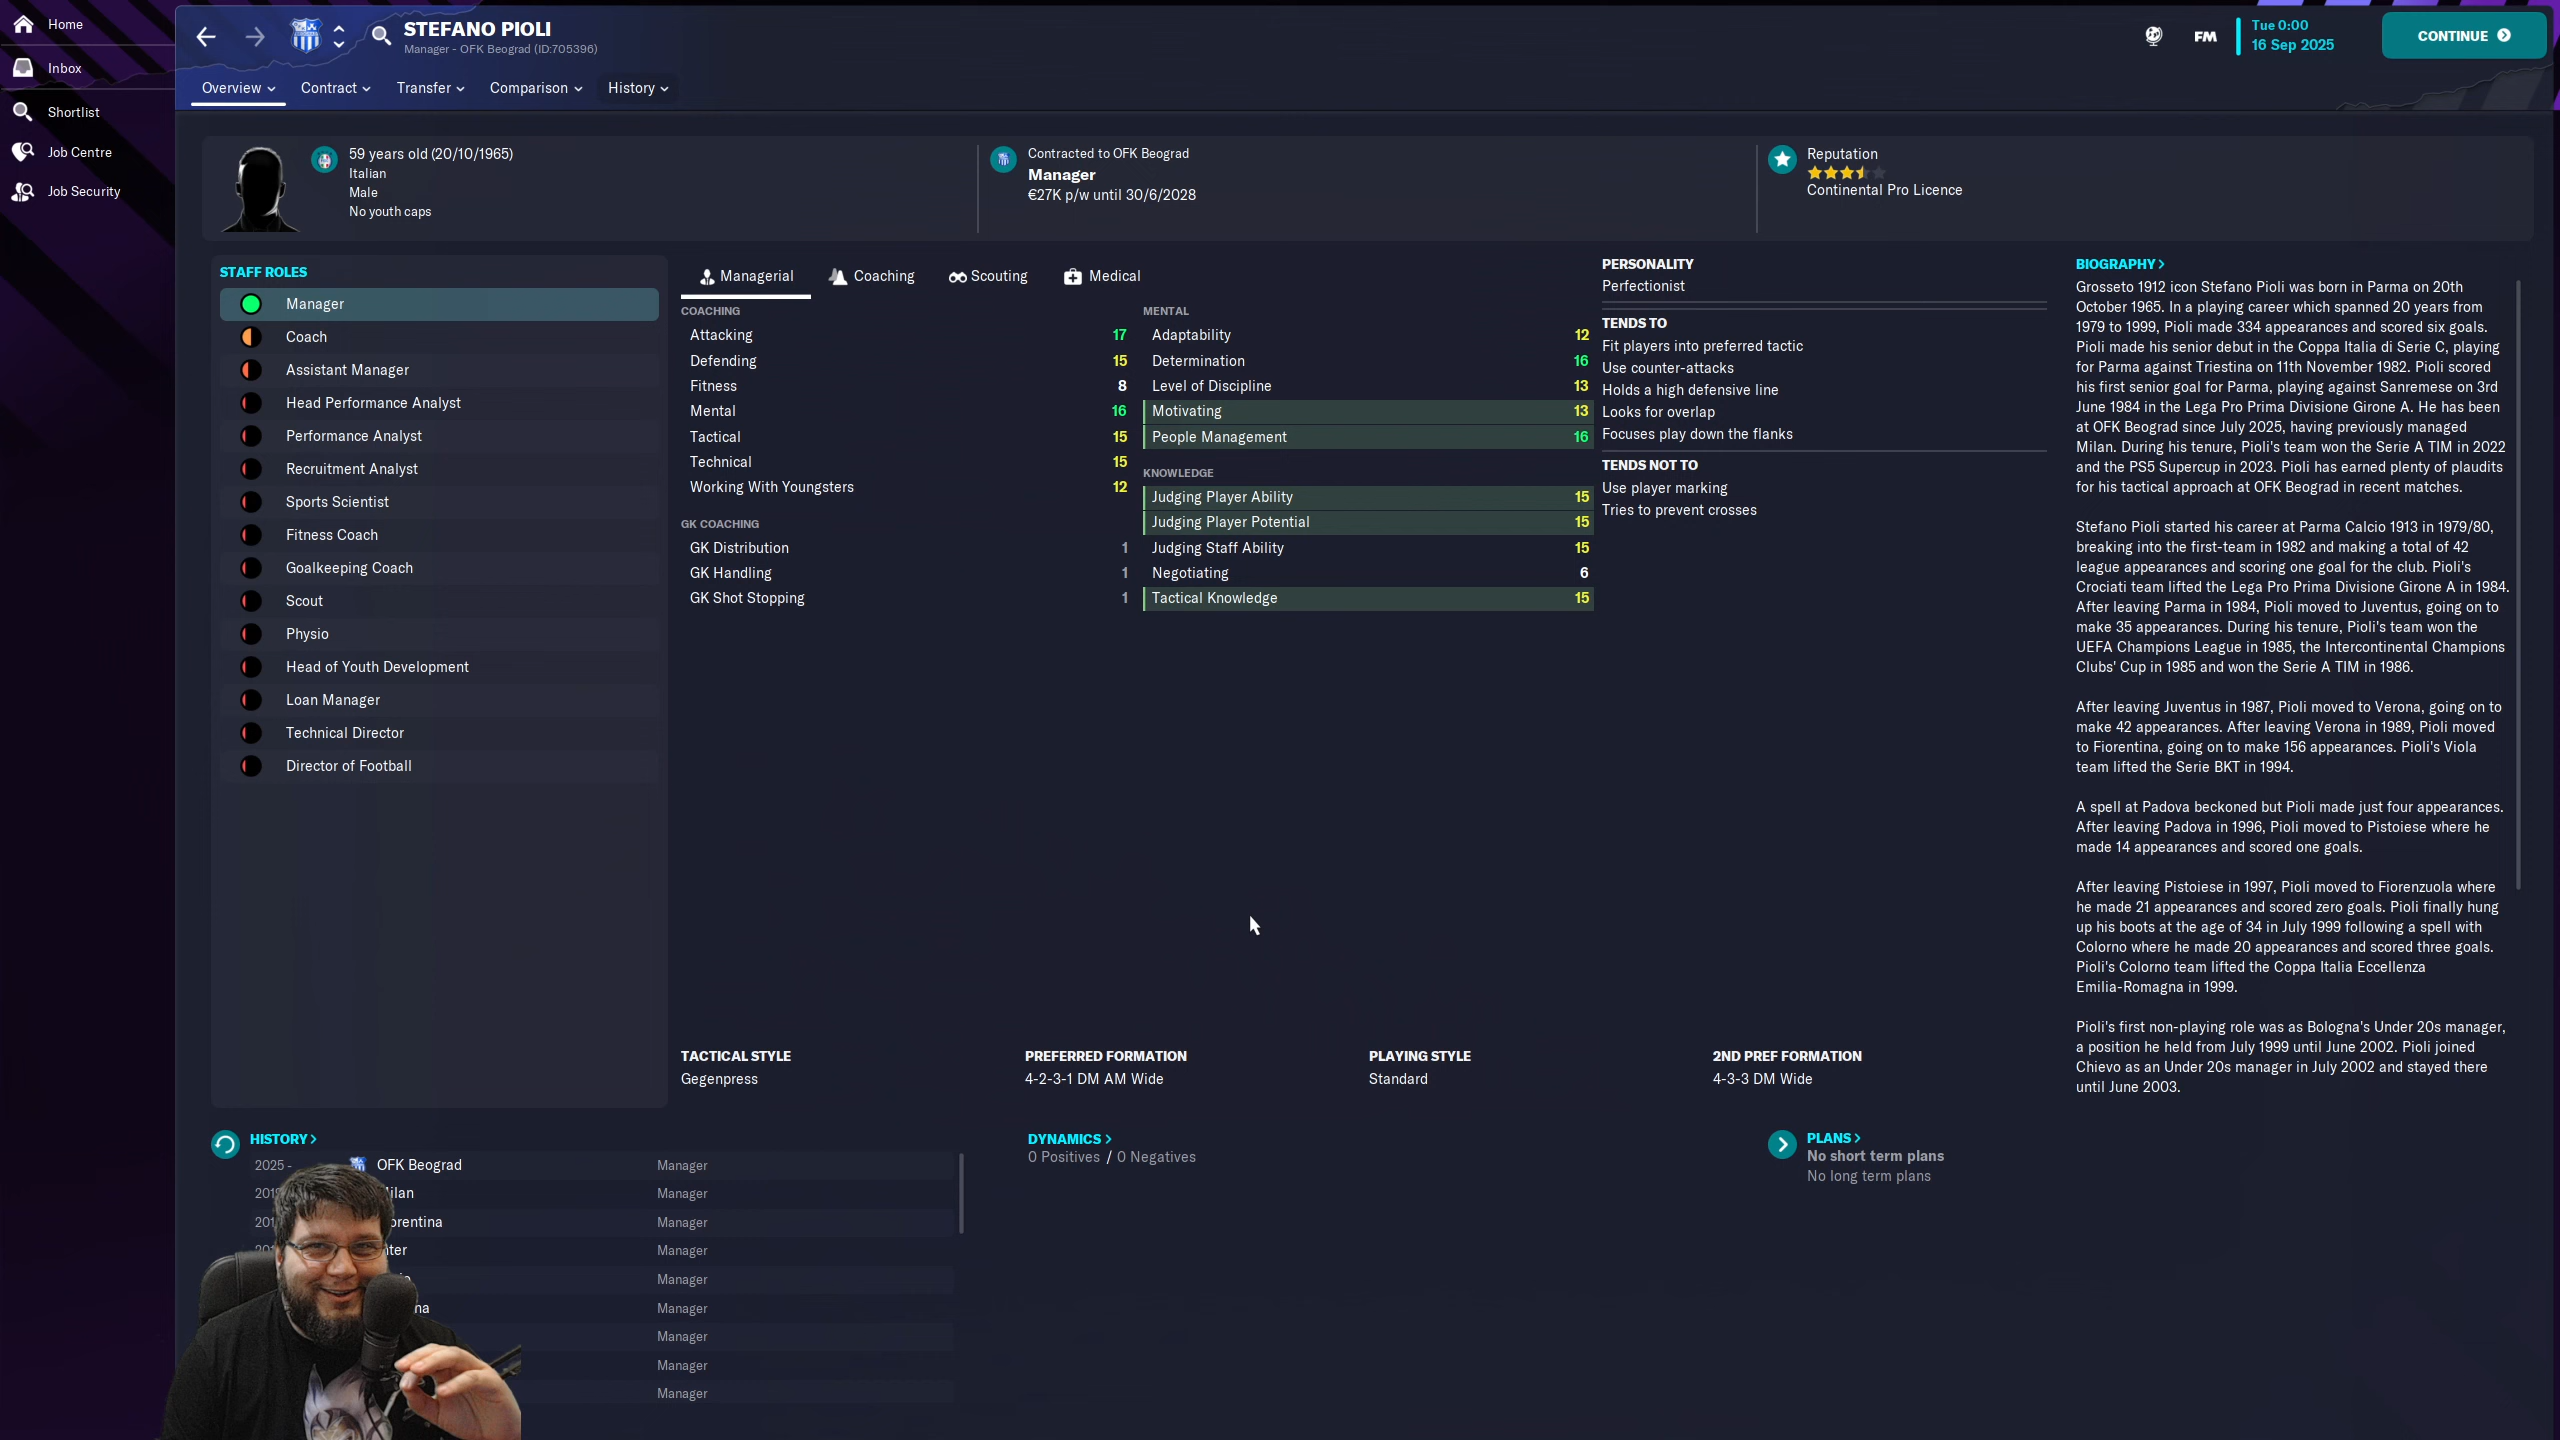 Home
Inbox
Shortlist
Job Centre
Job Security
STEFANO PIOLI
Manager - OFK Beograd (ID:705396)
FM
Tue 0:00
16 Sep 2025
CONTINUE
Overview
Contract
Transfer
Comparison
History
59 years old (20/10/1965)
Italian
Male
No youth caps
Contracted to OFK Beograd
Manager
€27K p/w until 30/6/2028
Reputation
Continental Pro Licence
STAFF ROLES
Manager
Coach
Assistant Manager
Head Performance Analyst
Performance Analyst
Recruitment Analyst
Sports Scientist
Fitness Coach
Goalkeeping Coach
Scout
Physio
Head of Youth Development
Loan Manager
Technical Director
Director of Football
Managerial
Coaching
Scouting
Medical
COACHING
Attacking 17
Defending 15
Fitness 8
Mental 16
Tactical 15
Technical 15
Working With Youngsters 12
GK COACHING
GK Distribution 1
GK Handling 1
GK Shot Stopping 1
MENTAL
Adaptability 12
Determination 16
Level of Discipline 13
Motivating 13
People Management 16
KNOWLEDGE
Judging Player Ability 15
Judging Player Potential 15
Judging Staff Ability 15
Negotiating 6
Tactical Knowledge 15
PERSONALITY
Perfectionist
TENDS TO
Fit players into preferred tactic
Use counter-attacks
Holds a high defensive line
Looks for overlap
Focuses play down the flanks
TENDS NOT TO
Use player marking
Tries to prevent crosses
BIOGRAPHY >
Grosseto 1912 icon Stefano Pioli was born in Parma on 20th
October 1965. In a playing career which spanned 20 years from
1979 to 1999, Pioli made 334 appearances and scored six goals.
Pioli made his senior debut in the Coppa Italia di Serie C, playing
for Parma against Triestina on 11th November 1982. Pioli scored
his first senior goal for Parma, playing against Sanremese on 3rd
June 1984 in the Lega Pro Prima Divisione Girone A. He has been
at OFK Beograd since July 2025, having previously managed
Milan. During his tenure, Pioli's team won the Serie A TIM in 2022
and the PS5 Supercup in 2023. Pioli has earned plenty of plaudits
for his tactical approach at OFK Beograd in recent matches.
Stefano Pioli started his career at Parma Calcio 1913 in 1979/80,
breaking into the first-team in 1982 and making a total of 42
league appearances and scoring one goal for the club. Pioli's
Crociati team lifted the Lega Pro Prima Divisione Girone A in 1984.
After leaving Parma in 1984, Pioli moved to Juventus, going on to
make 35 appearances. During his tenure, Pioli's team won the
UEFA Champions League in 1985, the Intercontinental Champions
Clubs' Cup in 1985 and won the Serie A TIM in 1986.
After leaving Juventus in 1987, Pioli moved to Verona, going on to
make 42 appearances. After leaving Verona in 1989, Pioli moved
to Fiorentina, going on to make 156 appearances. Pioli's Viola
team lifted the Serie BKT in 1994.
A spell at Padova beckoned but Pioli made just four appearances.
After leaving Padova in 1996, Pioli moved to Pistoiese where he
made 14 appearances and scored one goals.
After leaving Pistoiese in 1997, Pioli moved to Fiorenzuola where
he made 21 appearances and scored zero goals. Pioli finally hung
up his boots at the age of 34 in July 1999 following a spell with
Colorno where he made 20 appearances and scored three goals.
Pioli's Colorno team lifted the Coppa Italia Eccellenza
Emilia-Romagna in 1999.
Pioli's first non-playing role was as Bologna's Under 20s manager,
a position he held from July 1999 until June 2002. Pioli joined
Chievo as an Under 20s manager in July 2002 and stayed there
until June 2003.
TACTICAL STYLE
Gegenpress
PREFERRED FORMATION
4-2-3-1 DM AM Wide
PLAYING STYLE
Standard
2ND PREF FORMATION
4-3-3 DM Wide
HISTORY >
2025 - OFK Beograd Manager
Manager
Manager
Manager
Manager
Manager
Manager
Manager
Manager
DYNAMICS >
0 Positives / 0 Negatives
PLANS >
No short term plans
No long term plans